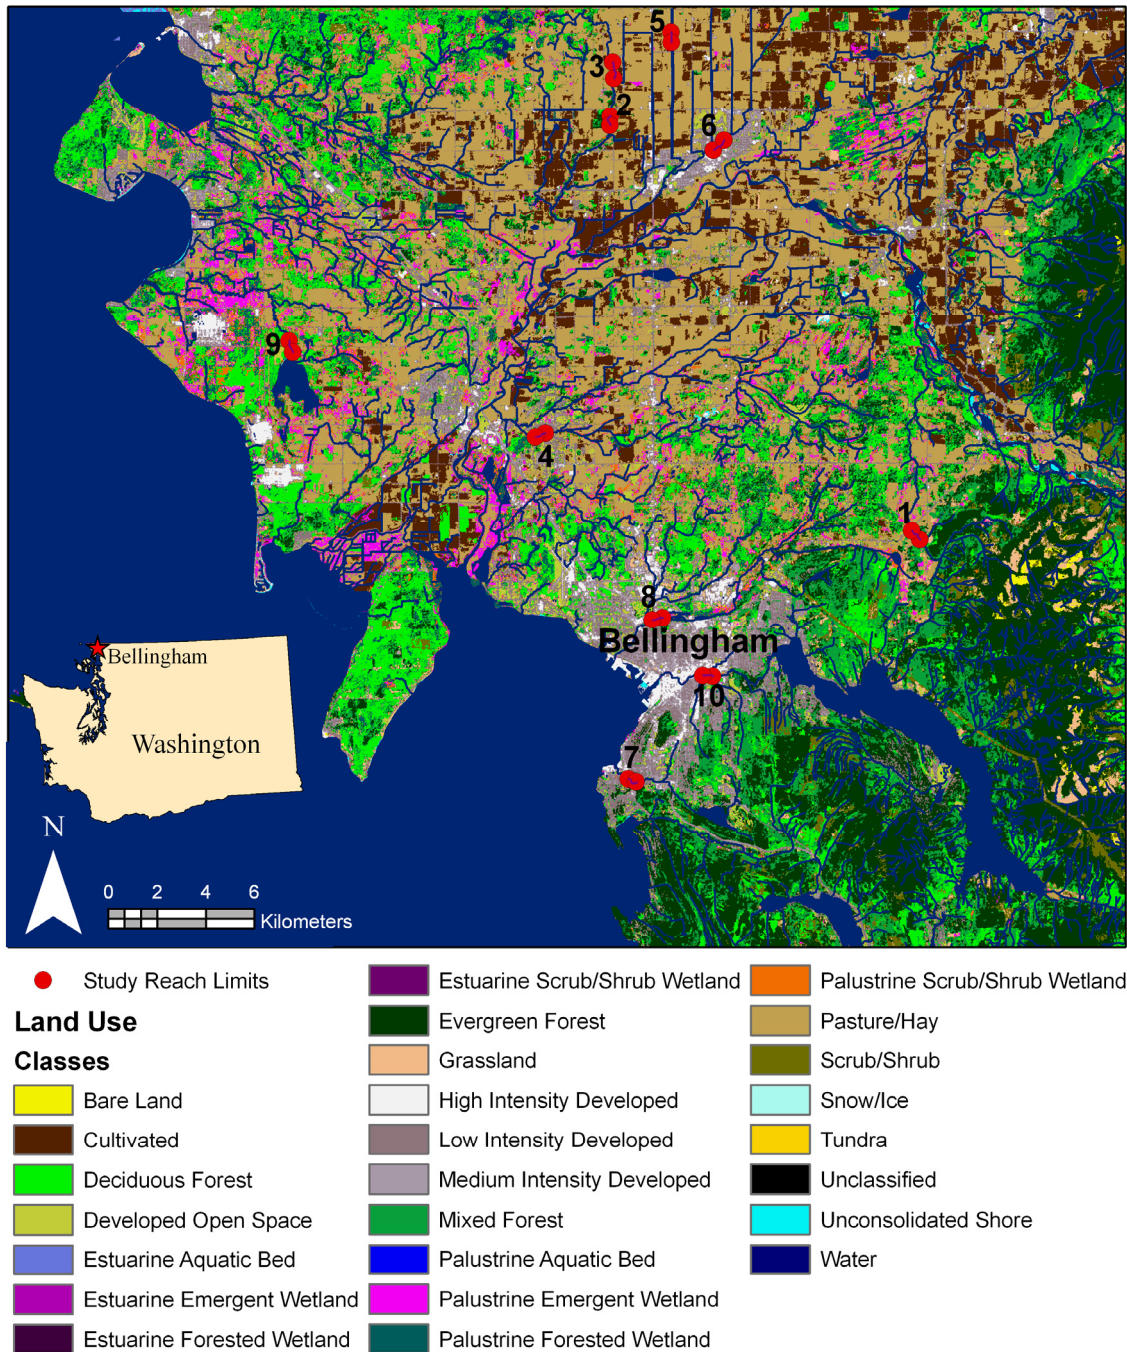 5
3
2
6
9
4
1
8
Bellingham
10
7
Bellingham
Washington
N
0 2 4 6
Kilometers
Study Reach Limits
Land Use
Classes
Bare Land
Cultivated
Deciduous Forest
Developed Open Space
Estuarine Aquatic Bed
Estuarine Emergent Wetland
Estuarine Forested Wetland
Estuarine Scrub/Shrub Wetland
Evergreen Forest
Grassland
High Intensity Developed
Low Intensity Developed
Medium Intensity Developed
Mixed Forest
Palustrine Aquatic Bed
Palustrine Emergent Wetland
Palustrine Forested Wetland
Palustrine Scrub/Shrub Wetland
Pasture/Hay
Scrub/Shrub
Snow/Ice
Tundra
Unclassified
Unconsolidated Shore
Water